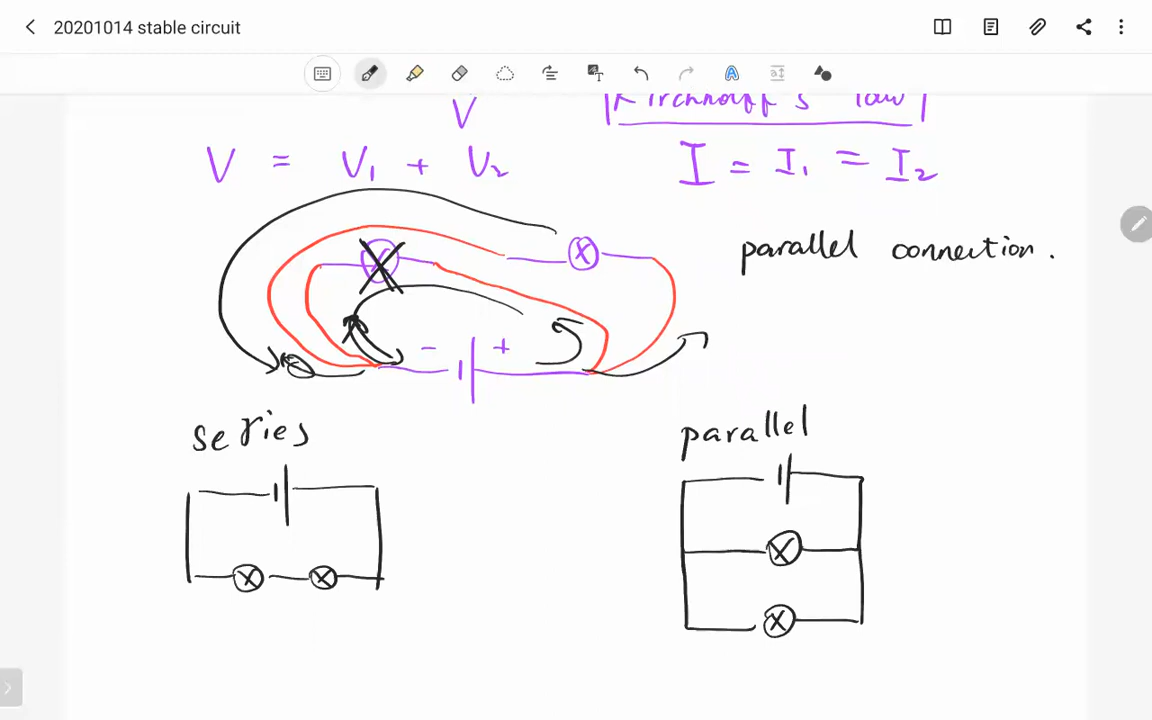 20201014 stable circuit
V
Kirchhoff's law
V = V₁ + V₂
I = I₁ = I₂
parallel connection.
- +
series
parallel